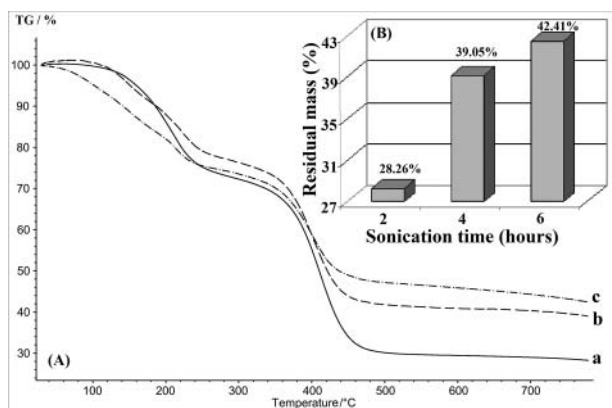 TG / %
100
90
80
70
60
50
40
30
(A)
100 200 300 400 500 600 700
Temperature/°C
c
b
a
(B)
Residual mass (%)
43
39
35
31
27
28.26%
39.05%
42.41%
2 4 6
Sonication time (hours)